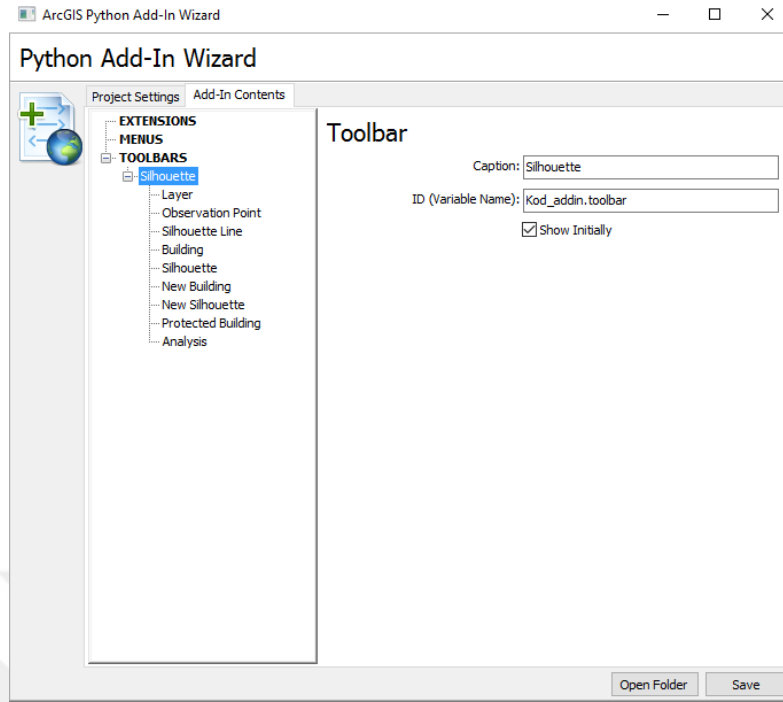 ArcGIS Python Add-In Wizard
Python Add-In Wizard
Project Settings
Add-In Contents
EXTENSIONS
MENUS
TOOLBARS
Silhouette
Layer
Observation Point
Silhouette Line
Building
Silhouette
New Building
New Silhouette
Protected Building
Analysis
Toolbar
Caption: Silhouette
ID (Variable Name): Kod_addin.toolbar
Show Initially
Open Folder
Save